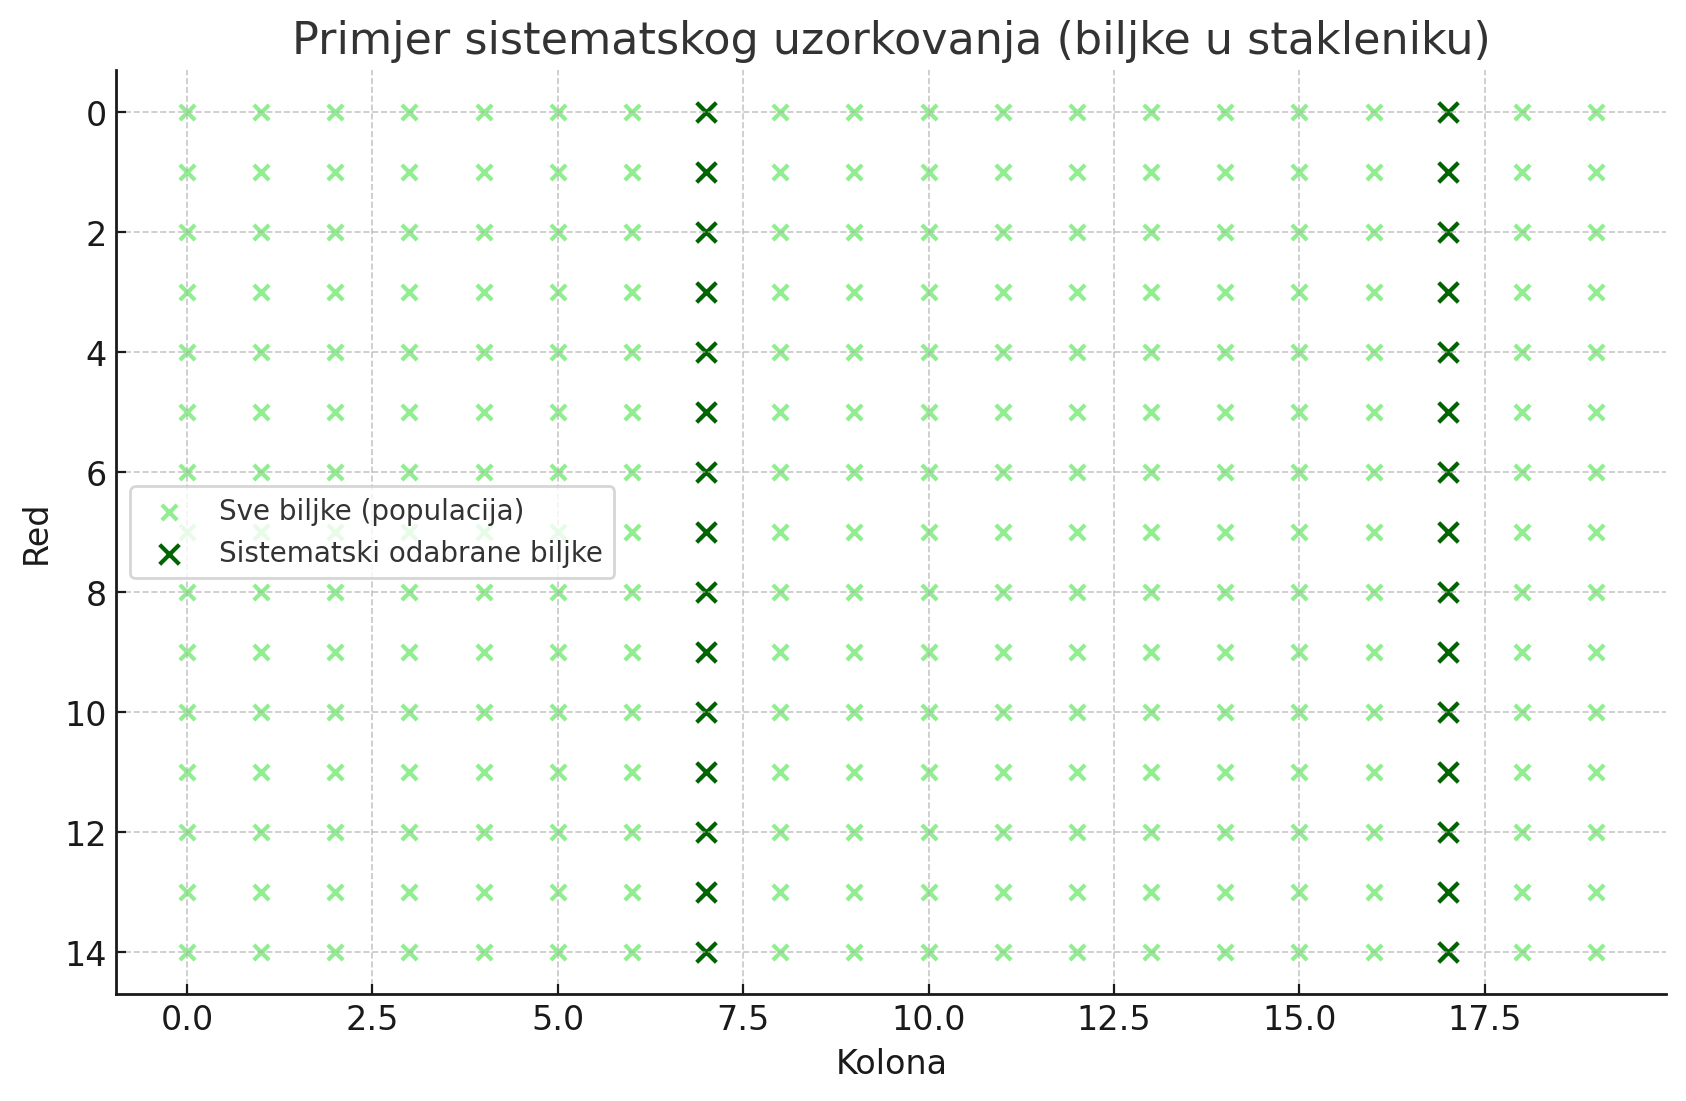 Primjer sistematskog uzorkovanja (biljke u stakleniku)
0
2
4
6
8
10
12
14
Red
Sve biljke (populacija)
Sistematski odabrane biljke
0.0 2.5 5.0 7.5 10.0 12.5 15.0 17.5
Kolona